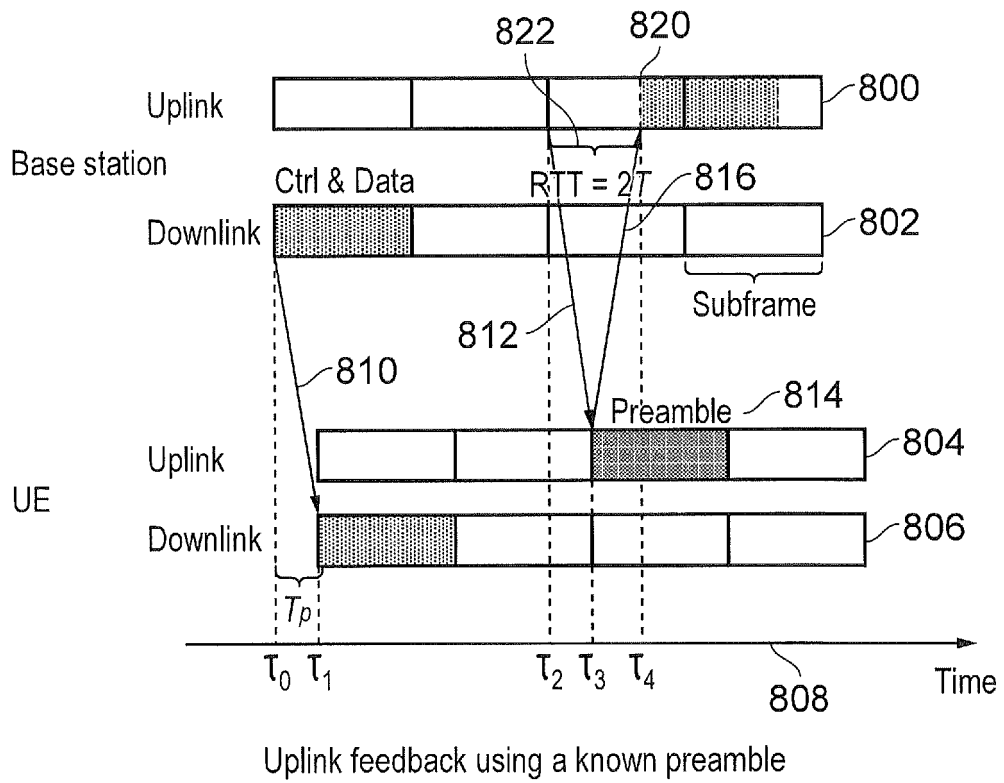 822
820
Uplink
800
Base station
Ctrl & Data
RTT = 2T
816
Downlink
802
Subframe
812
810
Preamble
814
Uplink
804
UE
Downlink
806
Tp
τ0
τ1
τ2
τ3
τ4
808
Time
Uplink feedback using a known preamble